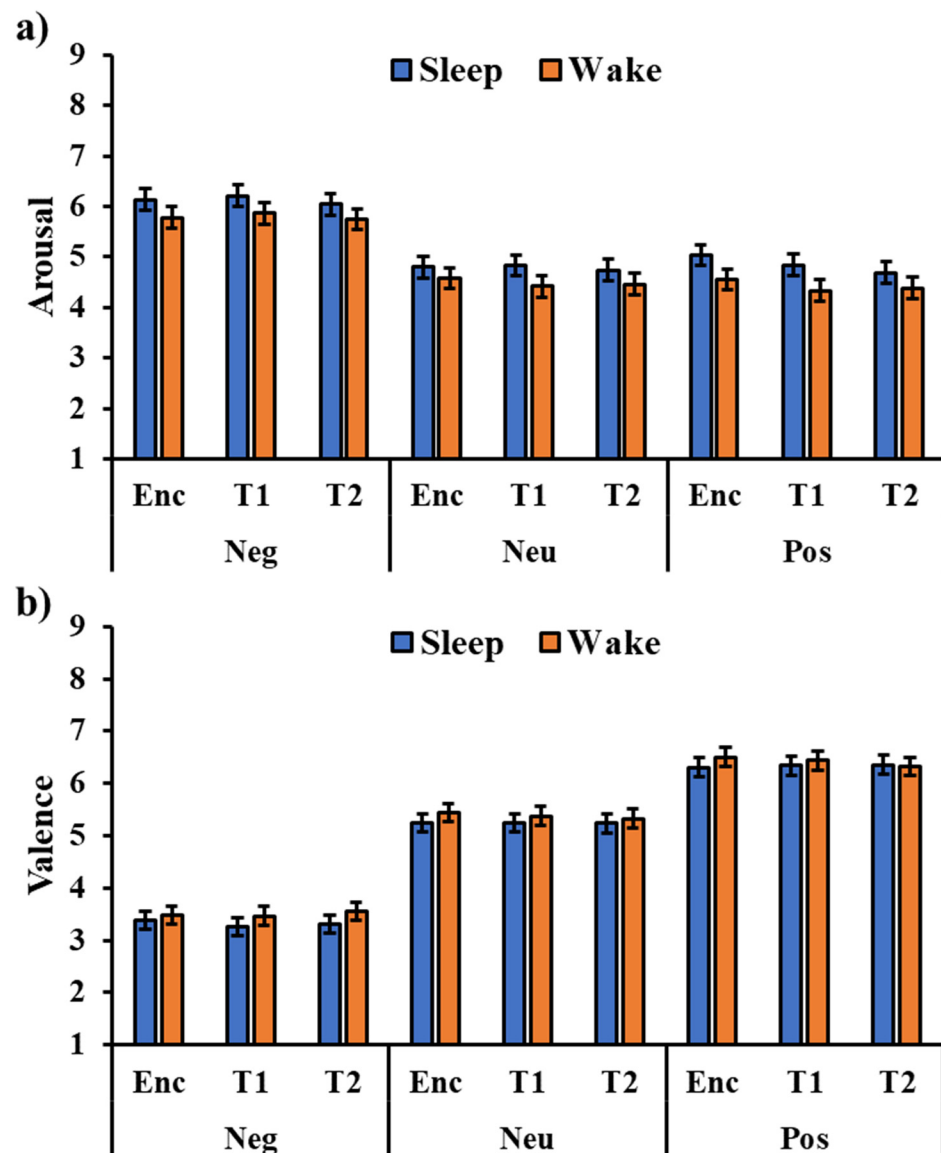 a)
Sleep Wake
Arousal
9
8
7
6
5
4
3
2
1
Enc T1 T2 Enc T1 T2 Enc T1 T2
Neg Neu Pos
b)
Sleep Wake
Valence
9
8
7
6
5
4
3
2
1
Enc T1 T2 Enc T1 T2 Enc T1 T2
Neg Neu Pos